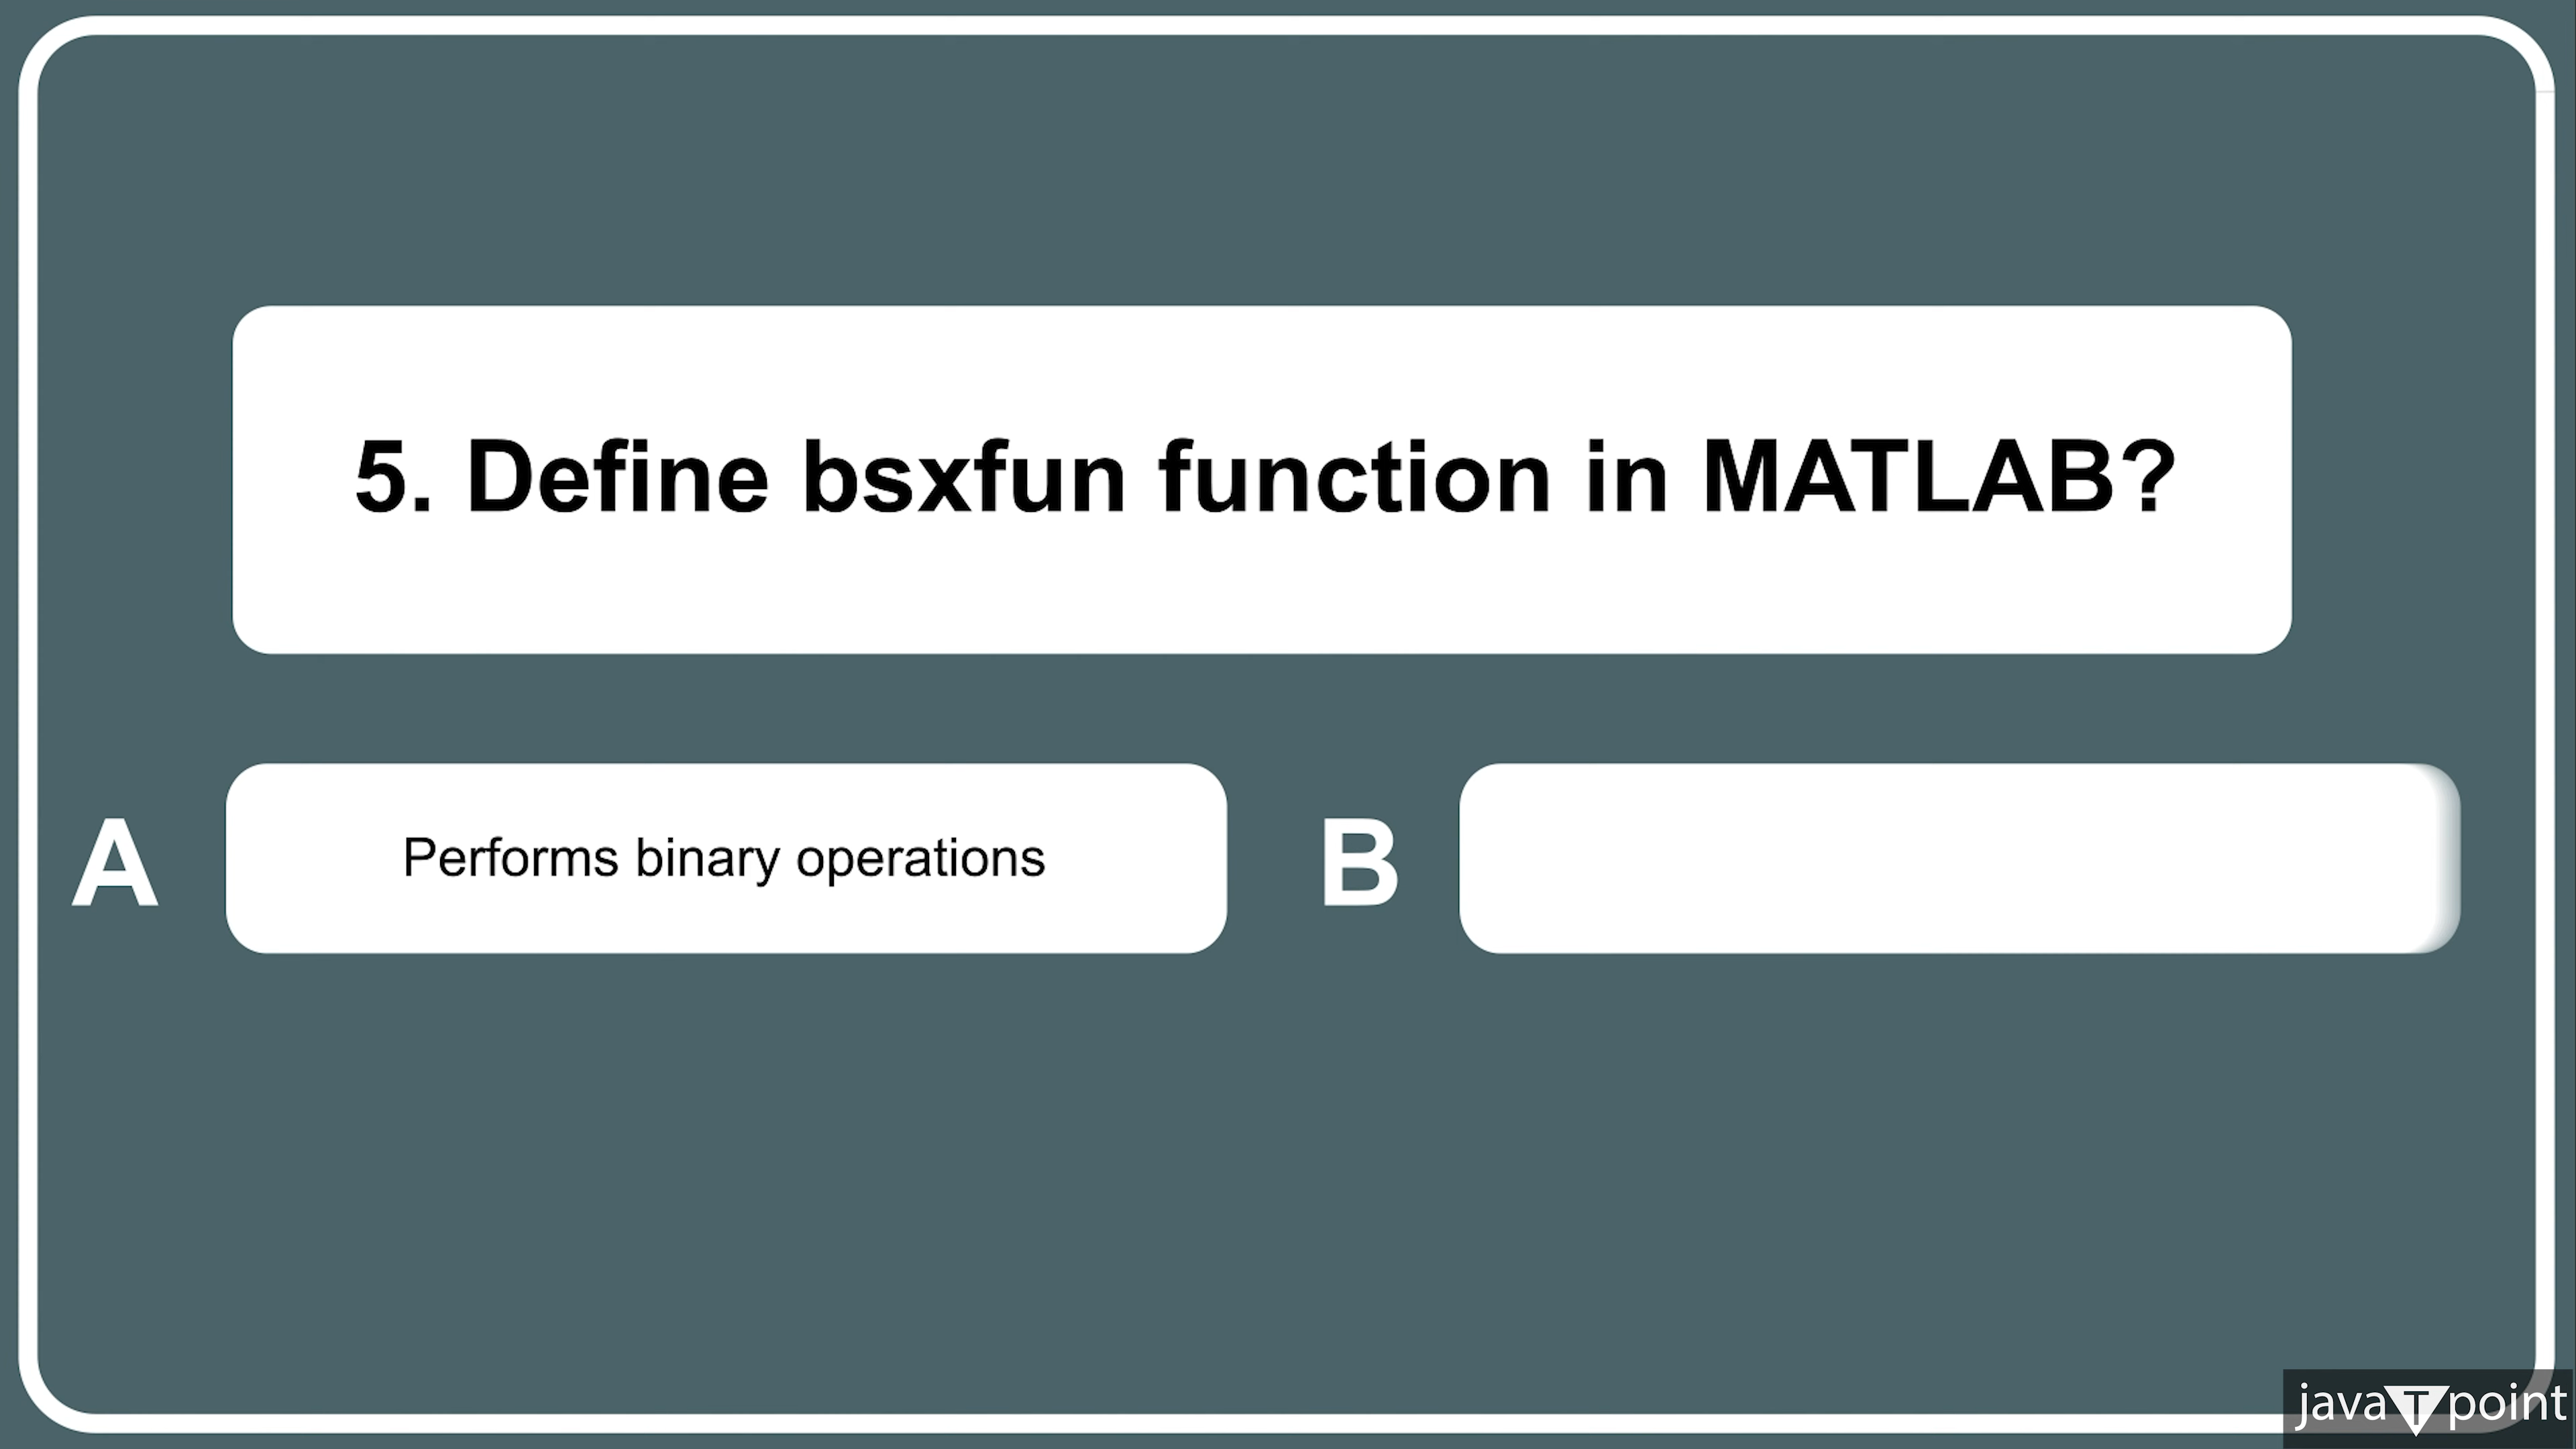 5. Define bsxfun function in MATLAB?
A
Performs binary operations
B
javaTpoint